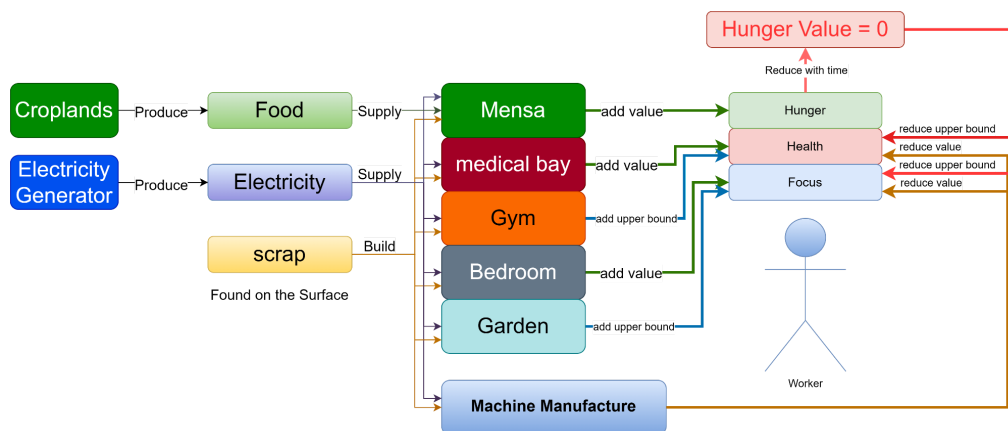 Hunger Value = 0
Reduce with time
Croplands
Produce
Food
Supply
Mensa
add value
Hunger
reduce upper bound
Health
reduce value
medical bay
add value
Electricity
Generator
Produce
Electricity
Supply
reduce upper bound
Focus
reduce value
Gym
add upper bound
scrap
Build
Found on the Surface
Bedroom
add value
Garden
add upper bound
Worker
Machine Manufacture